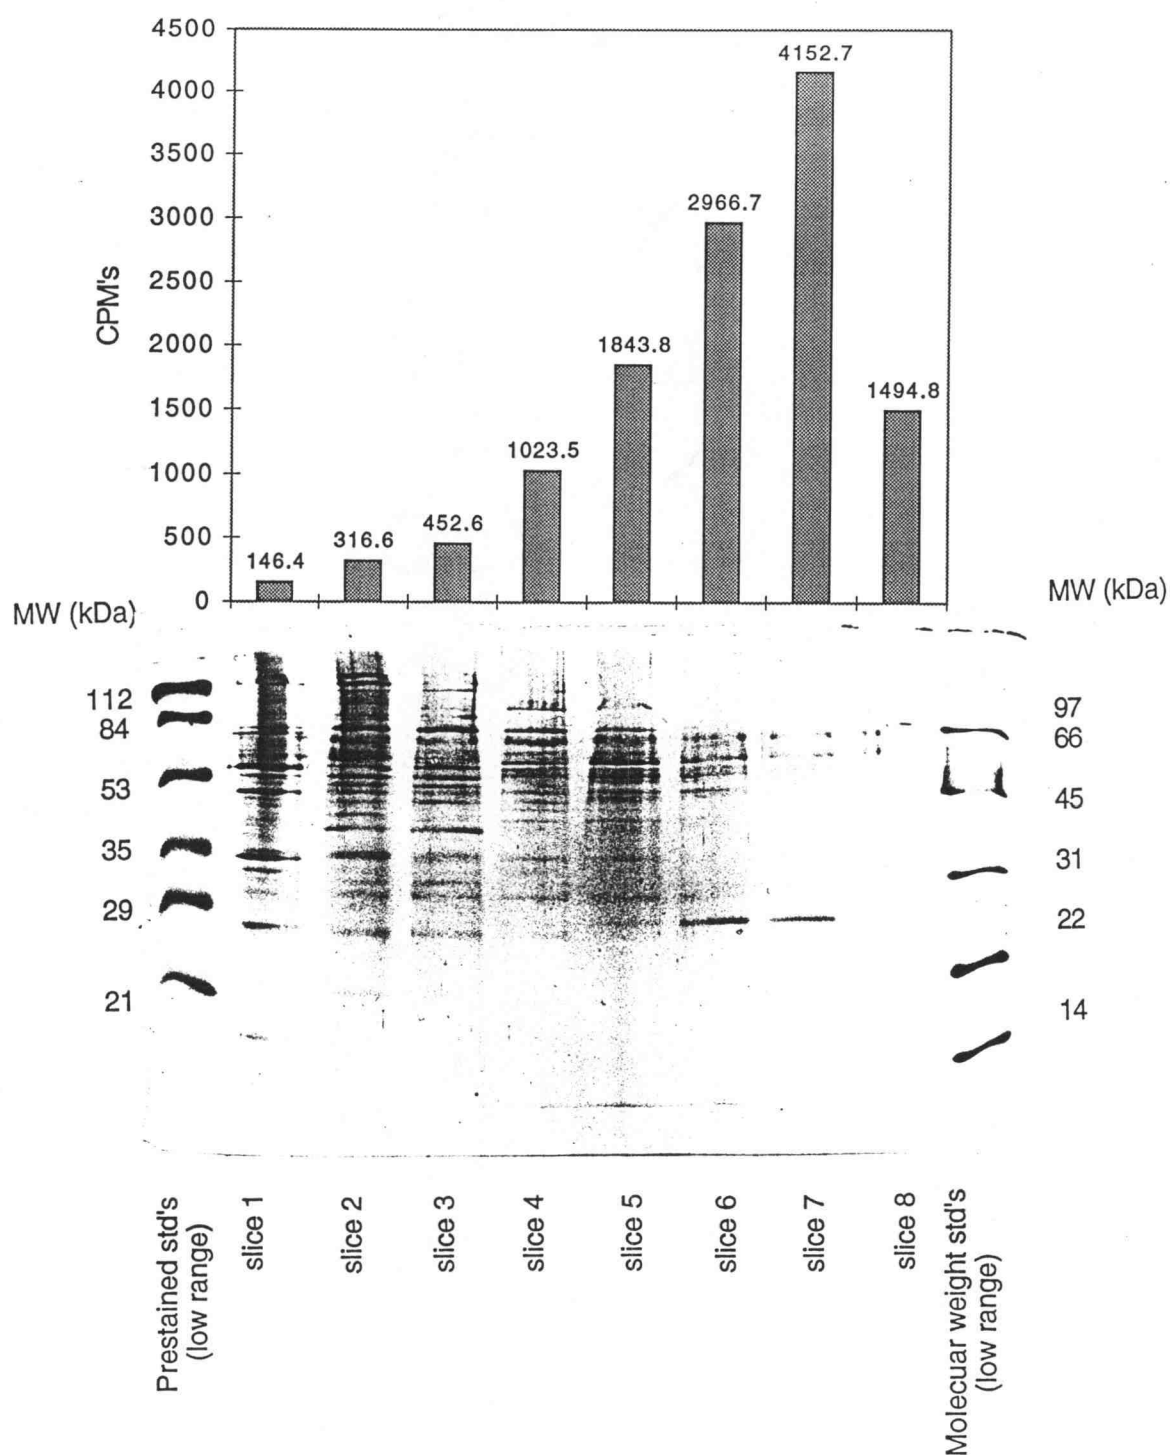 4500
4000
3500
3000
2500
2000
1500
1000
500
0
CPM's
146.4
316.6
452.6
1023.5
1843.8
2966.7
4152.7
1494.8
MW (kDa)
112
84
53
35
29
21
MW (kDa)
97
66
45
31
22
14
Prestained std's
(low range)
slice 1
slice 2
slice 3
slice 4
slice 5
slice 6
slice 7
slice 8
Molecuar weight std's
(low range)